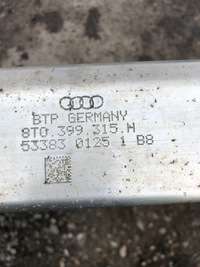 BTP GERMANY
8T0.399.315.H
53383 0125 1 B8